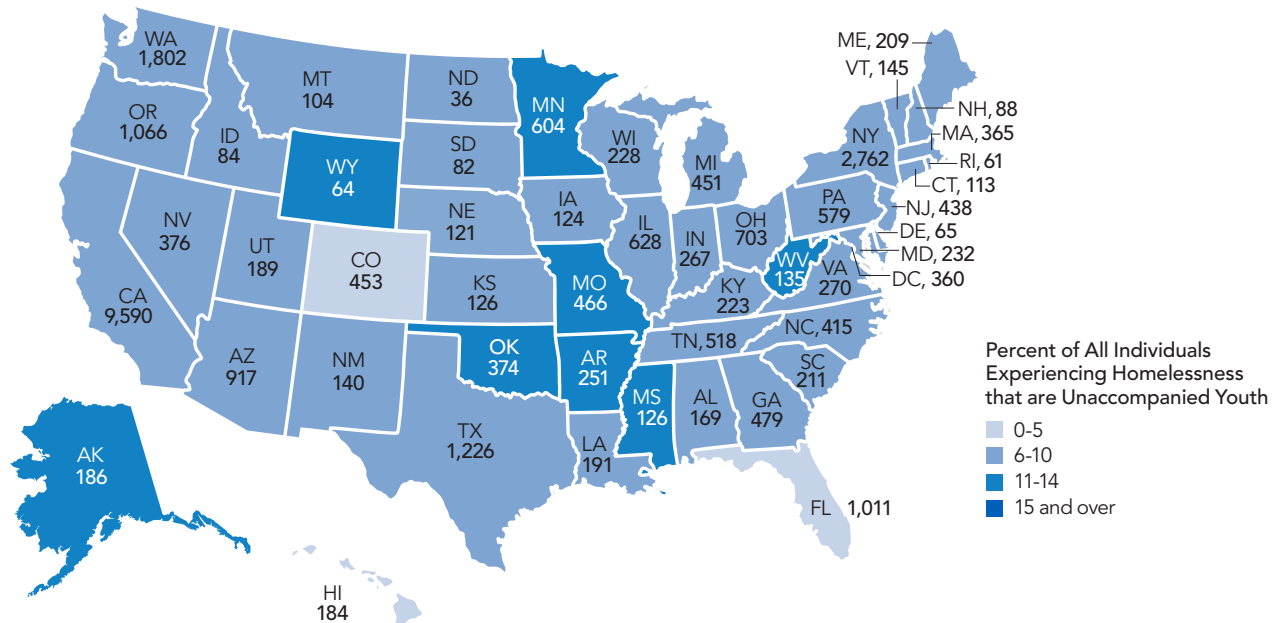 WA
1,802
OR
1,066
ID
84
MT
104
ND
36
SD
82
MN
604
WI
228
MI
451
WY
64
NE
121
IA
124
NV
376
UT
189
CO
453
KS
126
MO
466
IL
628
IN
267
OH
703
PA
579
NY
2,762
ME, 209
VT, 145
NH, 88
MA, 365
RI, 61
CT, 113
NJ, 438
DE, 65
MD, 232
DC, 360
WV
135
VA
270
KY
223
CA
9,590
AZ
917
NM
140
OK
374
AR
251
TN, 518
NC, 415
SC
211
MS
126
AL
169
GA
479
TX
1,226
LA
191
FL 1,011
AK
186
HI
184
Percent of All Individuals
Experiencing Homelessness
that are Unaccompanied Youth
0-5
6-10
11-14
15 and over